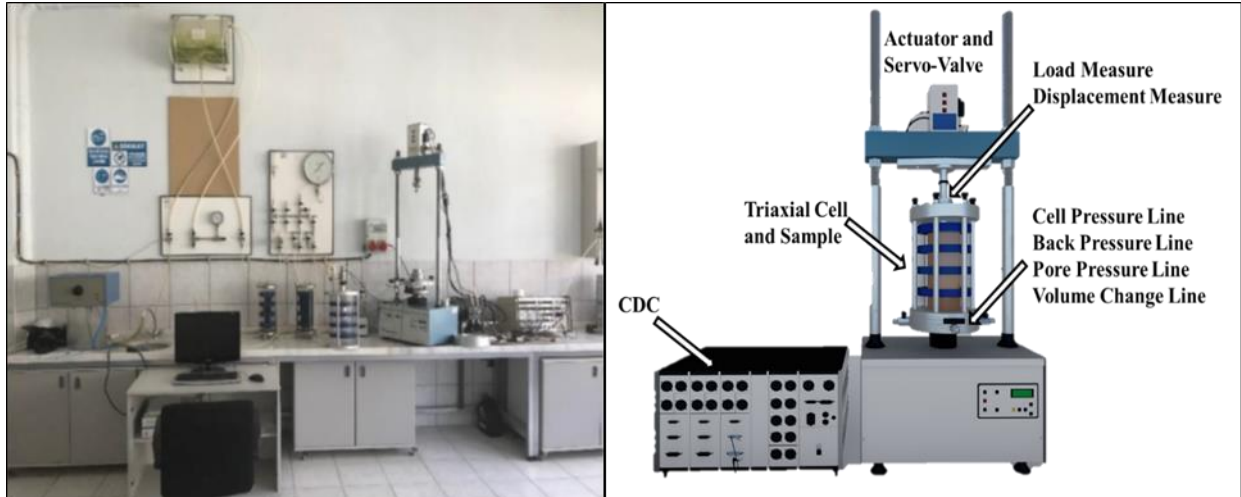 Actuator and
Servo-Valve
Load Measure
Displacement Measure
Triaxial Cell
and Sample
Cell Pressure Line
Back Pressure Line
Pore Pressure Line
Volume Change Line
CDC